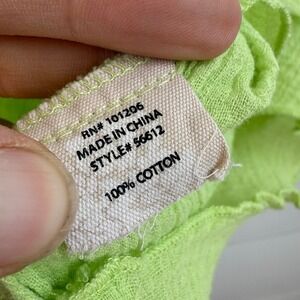 RN# 101206
MADE IN CHINA
STYLE# 56612
100% COTTON